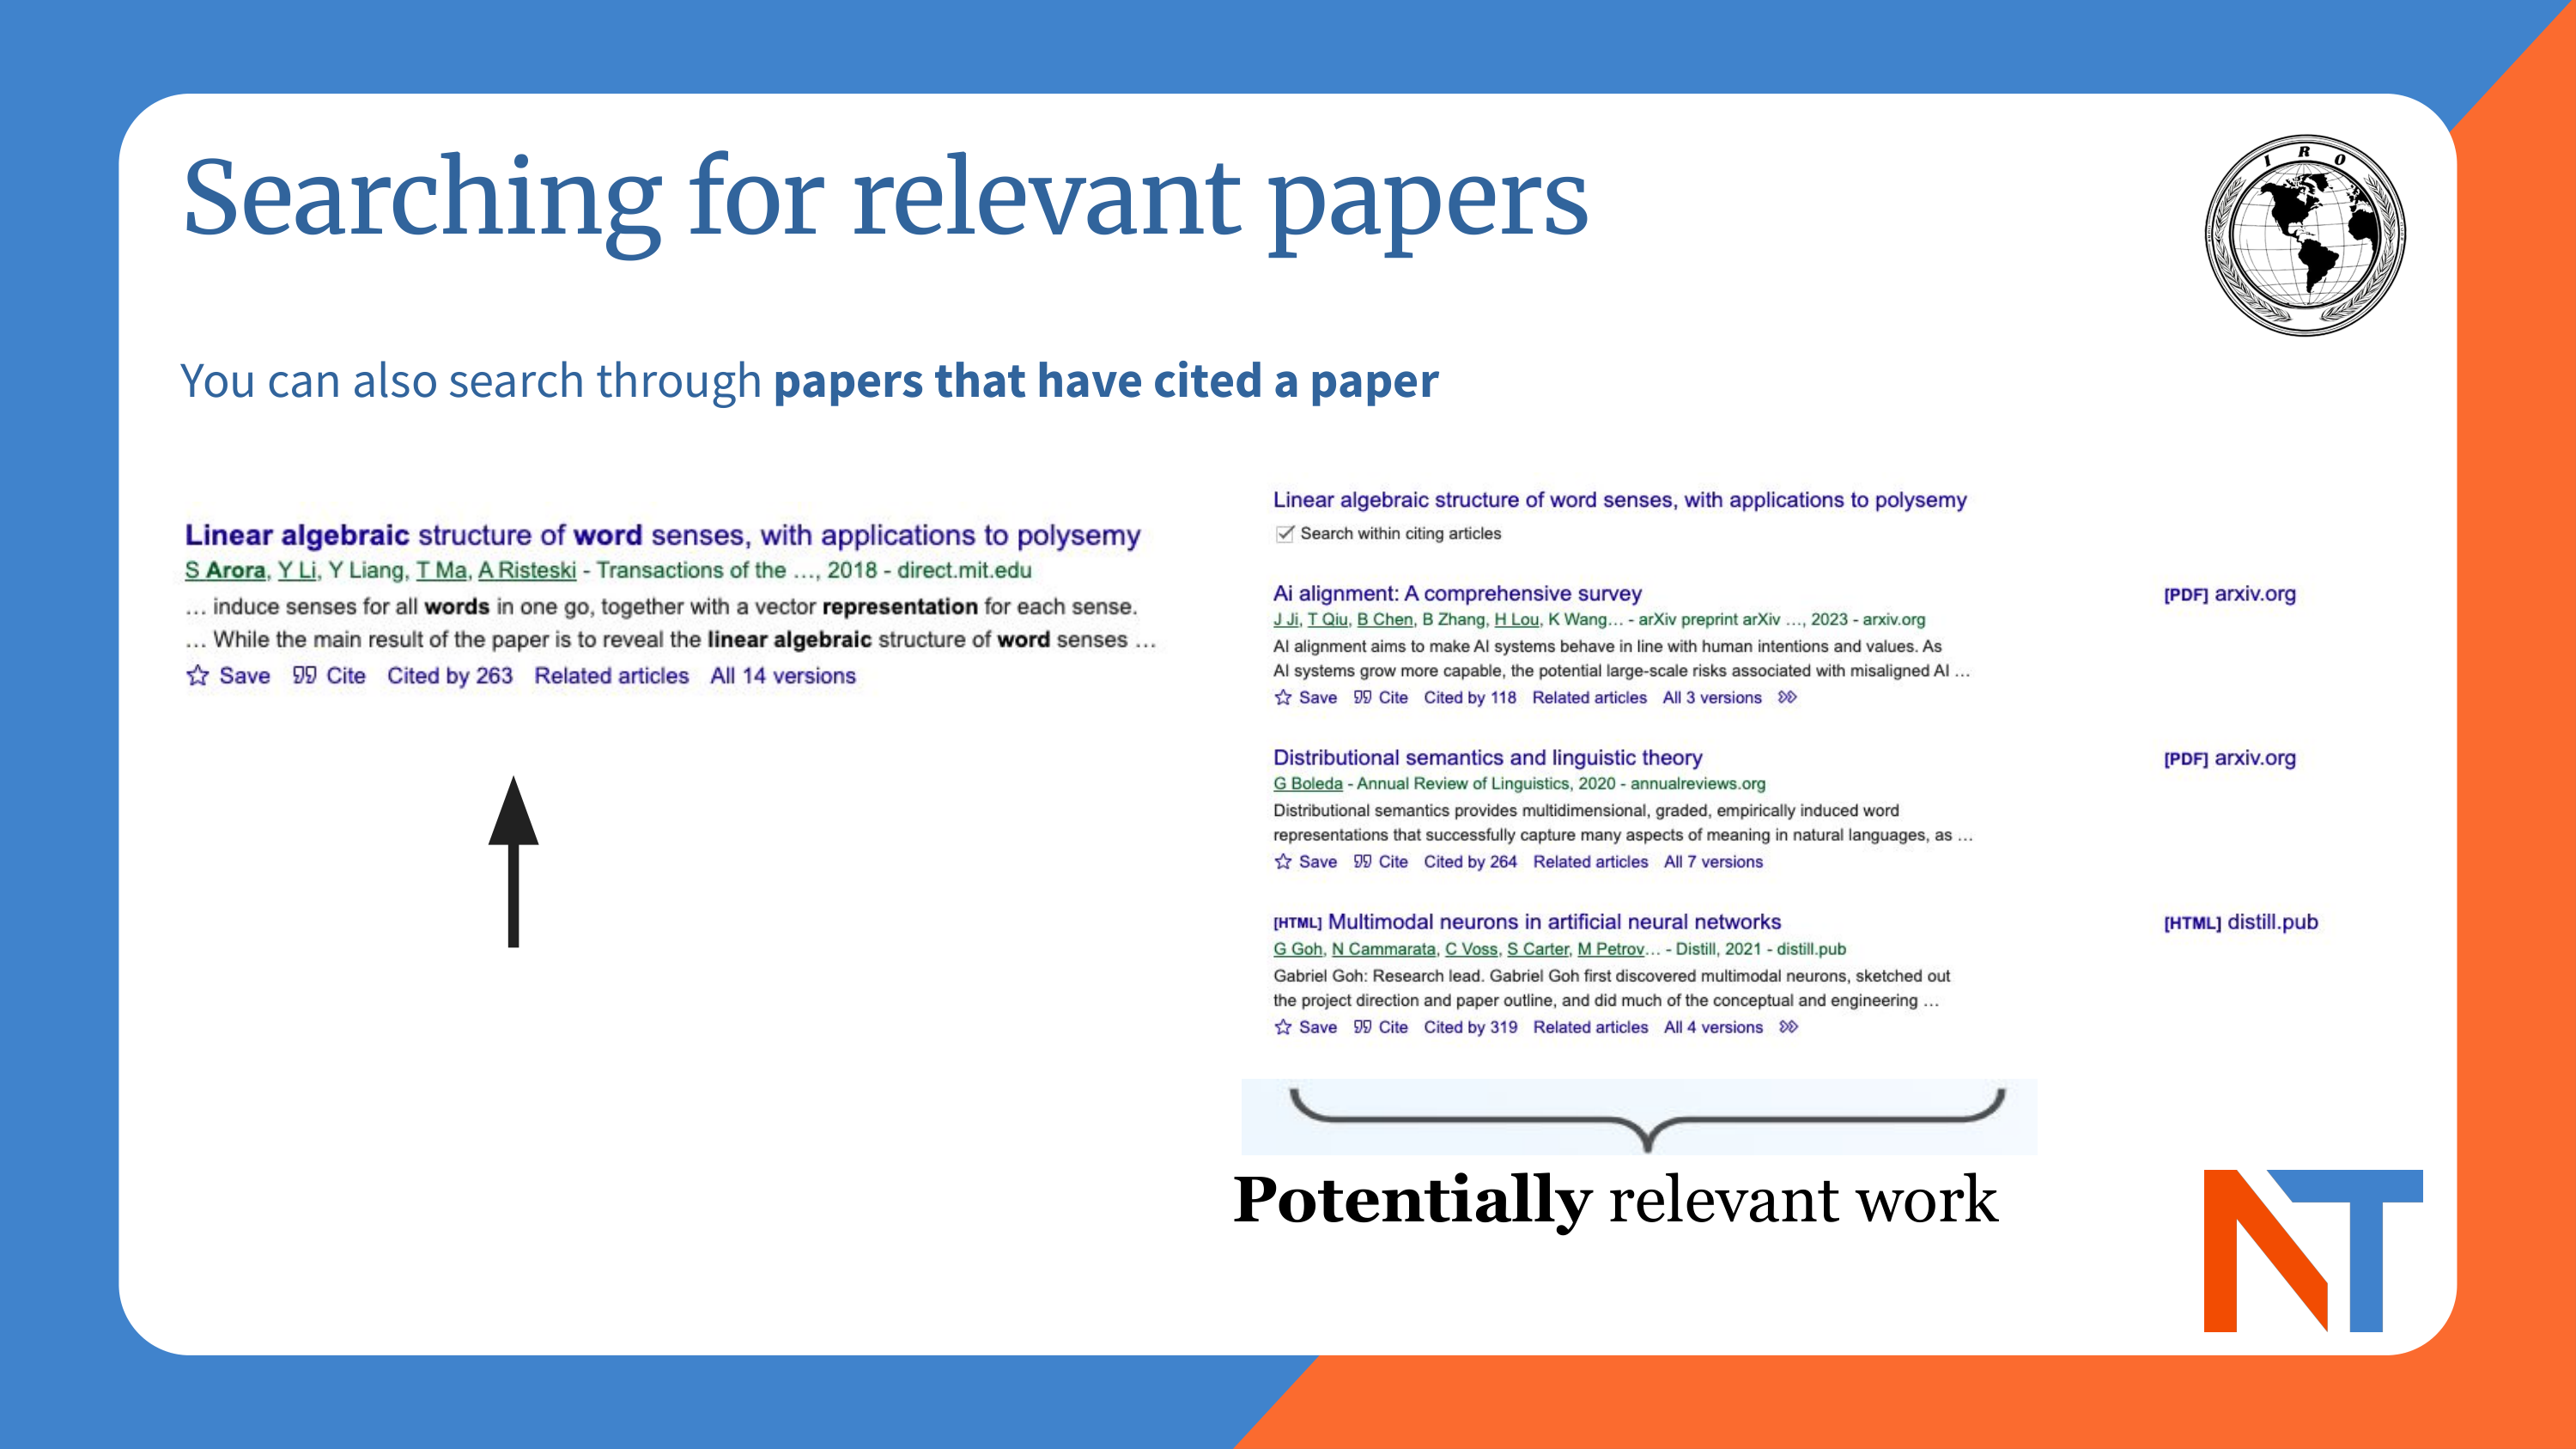 Searching for relevant papers
I R O
You can also search through papers that have cited a paper
Linear algebraic structure of word senses, with applications to polysemy
S Arora, Y Li, Y Liang, T Ma, A Risteski - Transactions of the …, 2018 - direct.mit.edu
… induce senses for all words in one go, together with a vector representation for each sense.
… While the main result of the paper is to reveal the linear algebraic structure of word senses …
Save Cite Cited by 263 Related articles All 14 versions
Linear algebraic structure of word senses, with applications to polysemy
Search within citing articles
Ai alignment: A comprehensive survey [PDF] arxiv.org
J Ji, T Qiu, B Chen, B Zhang, H Lou, K Wang… - arXiv preprint arXiv …, 2023 - arxiv.org
AI alignment aims to make AI systems behave in line with human intentions and values. As
AI systems grow more capable, the potential large-scale risks associated with misaligned AI …
Save Cite Cited by 118 Related articles All 3 versions
Distributional semantics and linguistic theory [PDF] arxiv.org
G Boleda - Annual Review of Linguistics, 2020 - annualreviews.org
Distributional semantics provides multidimensional, graded, empirically induced word
representations that successfully capture many aspects of meaning in natural languages, as …
Save Cite Cited by 264 Related articles All 7 versions
[HTML] Multimodal neurons in artificial neural networks [HTML] distill.pub
G Goh, N Cammarata, C Voss, S Carter, M Petrov… - Distill, 2021 - distill.pub
Gabriel Goh: Research lead. Gabriel Goh first discovered multimodal neurons, sketched out
the project direction and paper outline, and did much of the conceptual and engineering …
Save Cite Cited by 319 Related articles All 4 versions
Potentially relevant work
NT